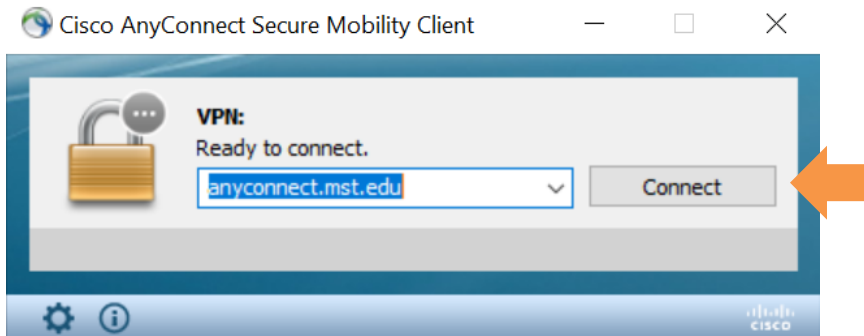 Cisco AnyConnect Secure Mobility Client
VPN:
Ready to connect.
anyconnect.mst.edu
Connect
CISCO